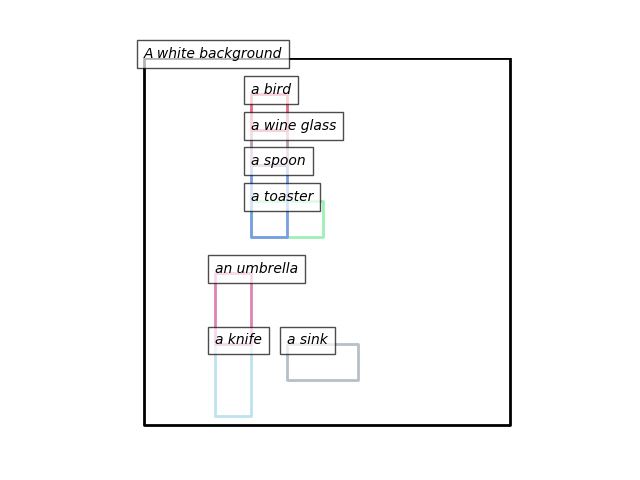 A white background
a bird
a wine glass
a spoon
a toaster
an umbrella
a knife
a sink